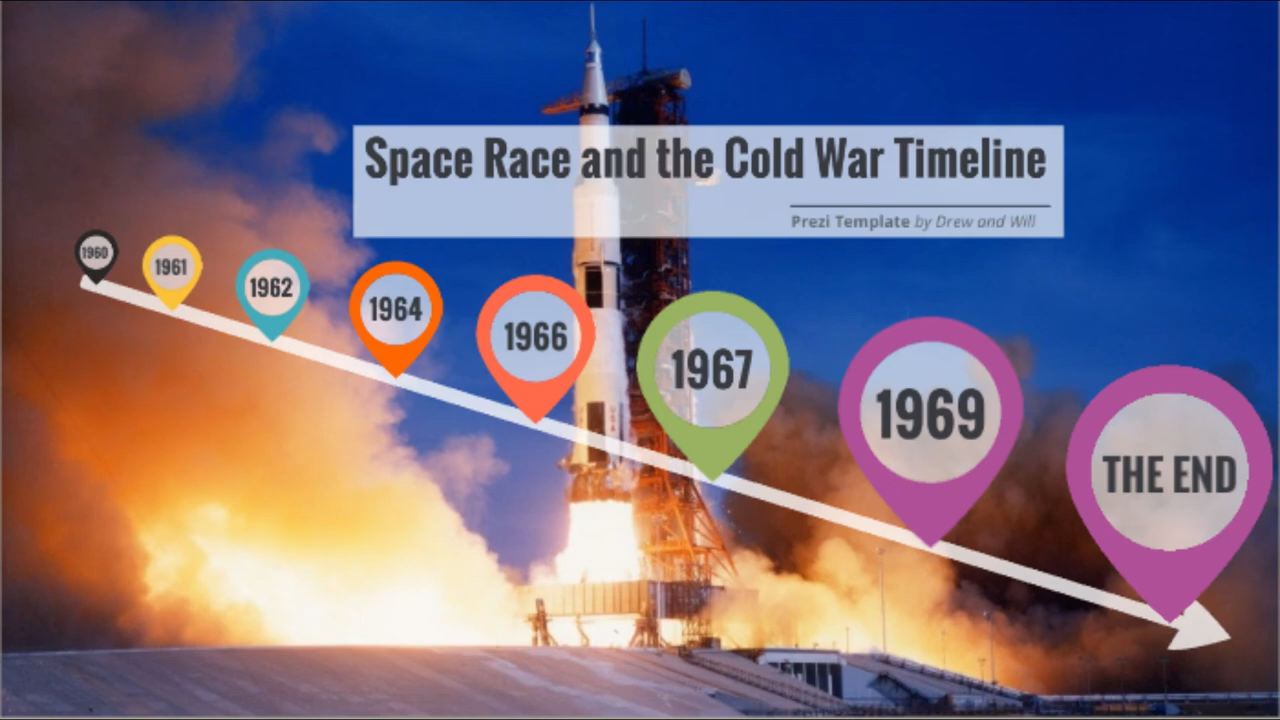 Space Race and the Cold War Timeline
Prezi Template by Drew and Will
1960
1961
1962
1964
1966
1967
1969
THE END